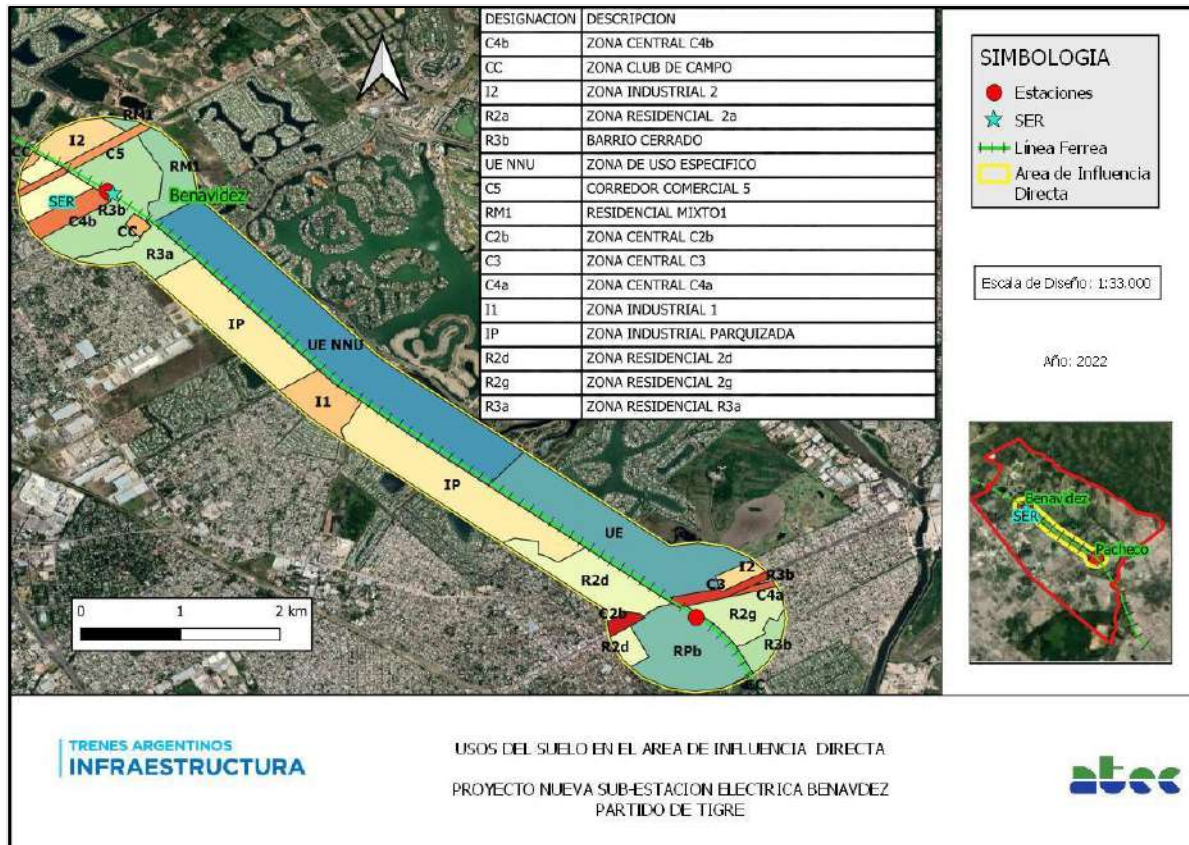 DESIGNACION DESCRIPCION
C4b ZONA CENTRAL C4b
CC ZONA CLUB DE CAMPO
I2 ZONA INDUSTRIAL 2
R2a ZONA RESIDENCIAL 2a
R3b BARRIO CERRADO
UE NNU ZONA DE USO ESPECIFICO
C5 CORREDOR COMERCIAL 5
RM1 RESIDENCIAL MIXTO1
C2b ZONA CENTRAL C2b
C3 ZONA CENTRAL C3
C4a ZONA CENTRAL C4a
I1 ZONA INDUSTRIAL 1
IP ZONA INDUSTRIAL PARQUIZADA
R2d ZONA RESIDENCIAL 2d
R2g ZONA RESIDENCIAL 2g
R3a ZONA RESIDENCIAL R3a
RM1
I2
CC
C5
RM1
Benavidez
SER
R3b
C4b
CC
R3a
IP
UE NNU
I1
IP
UE
I2
R3b
C3
C4a
R2d
C2b
R2g
R2d
RPb
R3b
CC
0 1 2 km
SIMBOLOGIA
Estaciones
SER
Línea Ferrea
Area de Influencia
Directa
Escala de Diseño: 1:33.000
Año: 2022
Benavidez
SER
Pacheco
TRENES ARGENTINOS
INFRAESTRUCTURA
USOS DEL SUELO EN EL AREA DE INFLUENCIA DIRECTA
PROYECTO NUEVA SUB-ESTACION ELECTRICA BENAVDEZ
PARTIDO DE TIGRE
atec